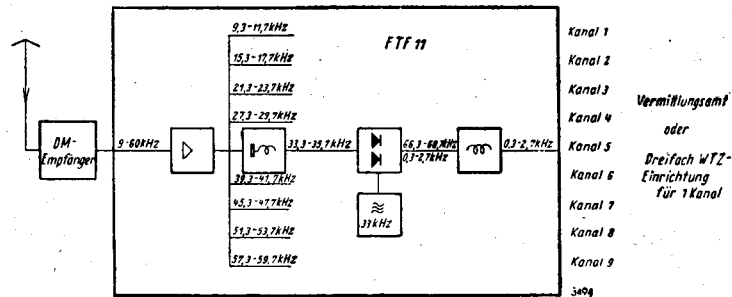 9,3-11,7kHz
FTF 11
Kanal 1
15,3-17,7kHz
Kanal 2
21,3-23,7kHz
Kanal 3
27,3-29,7kHz
Kanal 4
Vermittlungsamt
oder
Dreifach WTZ-
Einrichtung
für 1 Kanal
DM-
Empfänger
9-60kHz
33,3-35,7kHz
66,3-68,7kHz
0,3-2,7kHz
0,3-2,7kHz
Kanal 5
39,3-41,7kHz
Kanal 6
33kHz
45,3-47,7kHz
Kanal 7
51,3-53,7kHz
Kanal 8
57,3-59,7kHz
Kanal 9
3494